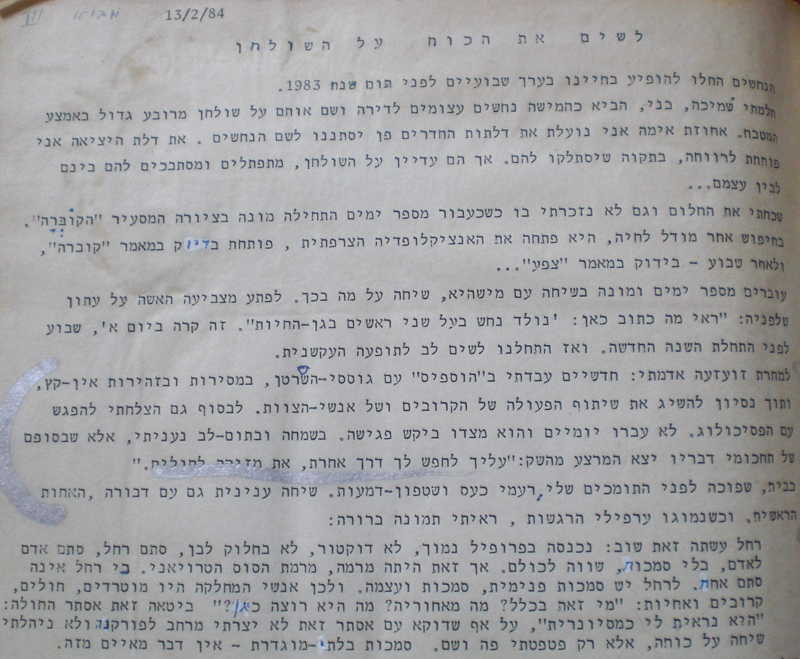 מבוא III
13/2/84
לשים את הכוח על השולחן
הנחשים החלו להופיע בחיינו בערך שבועיים לפני תום שנת 1983.
חלמתי שמיכה, בני, הביא כחמישה נחשים עצומים לדירה ושם אותם על שולחן מרובע גדול באמצע
המטבח. אחוזת אימה אני נועלת את דלתות החדרים פן יסתננו לשם הנחשים . את דלת היציאה אני
פותחת לרווחה, בתקוה שיסתלקו להם. אך הם עדיין על השולחן, מתפתלים ומסתבכים להם בינם
לבין עצמם...
שכחתי את החלום וגם לא נזכרתי בו כשכעבור מספר ימים התחילה מונה בציורה המסעיר "הקוברה".
בחיפוש אחר מודל לחיה, היא פתחה את האנציקלופדיה הצרפתית , פותחת בדיוק במאמר "קוברה",
ולאחר שבוע - בידוק במאמר "צפע"...
עוברים מספר ימים ומונה בשיחה עם מישהיא, שיחה על מה בכך. לפתע מצביעה האשה על עתון
שלפניה: "ראי מה כתוב כאן: 'נולד נחש בעל שני ראשים בגן-החיות". זה קרה ביום א', שבוע
לפני התחלת השנה החדשה. ואז התחלנו לשים לב לתופעה העקשנית.
למחרת זועזעה אדמתי: חדשיים עבדתי ב"הוספיס" עם גוססי-השרטן, במסירות ובזהירות אין-קץ,
ותוך נסיון להשיג את שיתוף הפעולה של הקרובים ושל אנשי-הצוות. לבסוף גם הצלחתי להפגש
עם הפסיכולוג. לא עברו יומיים והוא מצדו ביקש פגישה. בשמחה ובתום-לב נעניתי, אלא שבסופם
של תחכומי דבריו יצא המרצע מהשק:"עליך לחפש לך דרך אחרת, את מזיקה לחולים."
בבית, שפוכה לפני התומכים שלי, רעמי כעס ושטפון-דמעות. שיחה ענינית גם עם דבורה ,האחות
הראשית. וכשנמוגו ערפילי הרגשות , ראיתי תמונה ברורה:
רחל עשתה זאת שוב: נכנסה בפרופיל נמוך, לא דוקטור, לא בחלוק לבן, סתם רחל, סתם אדם
לאדם, בלי סמכות, שווה לכולם. אך זאת היתה מרמה, מרמת הסוס הטרויאני. כי רחל אינה
סתם אחת. לרחל יש סמכות פנימית, סמכות ועצמה. ולכן אנשי המחלקה היו מוטרדים, חולים,
קרובים ואחיות: "מי זאת בכלל? מה מאחוריה? מה היא רוצה כאן?" ביטאה זאת אסתר החולה:
"היא נראית לי כמסיונרית", על אף שדוקא עם אסתר זאת לא יצרתי מרחב לפורקנה ולא ניהלתי
שיחה על כוחה, אלא רק פטפטתי פה ושם. סמכות בלתי-מוגדרת - אין דבר מאיים מזה.